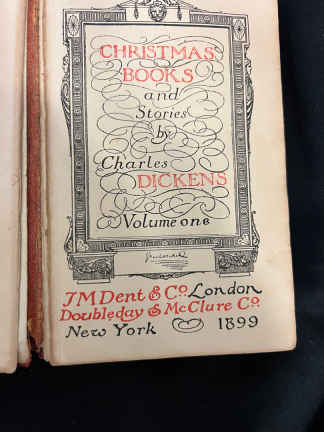 CHRISTMAS
BOOKS
and
Stories
by
Charles
DICKENS
Volume one
J M Dent & Co. London
Doubleday & McClure Co.
New York 1899